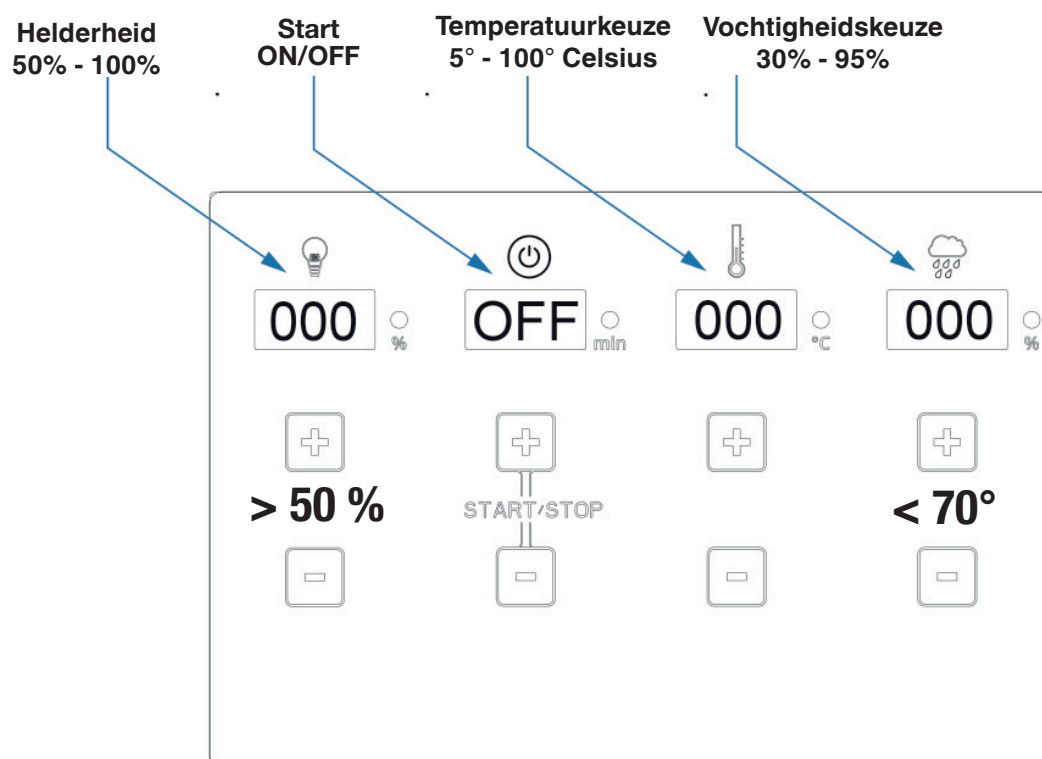 Helderheid
50% - 100%
Start
ON/OFF
Temperatuurkeuze
5° - 100° Celsius
Vochtigheidskeuze
30% - 95%
000
%
OFF
min
000
°C
000
%
> 50 %
START/STOP
< 70°